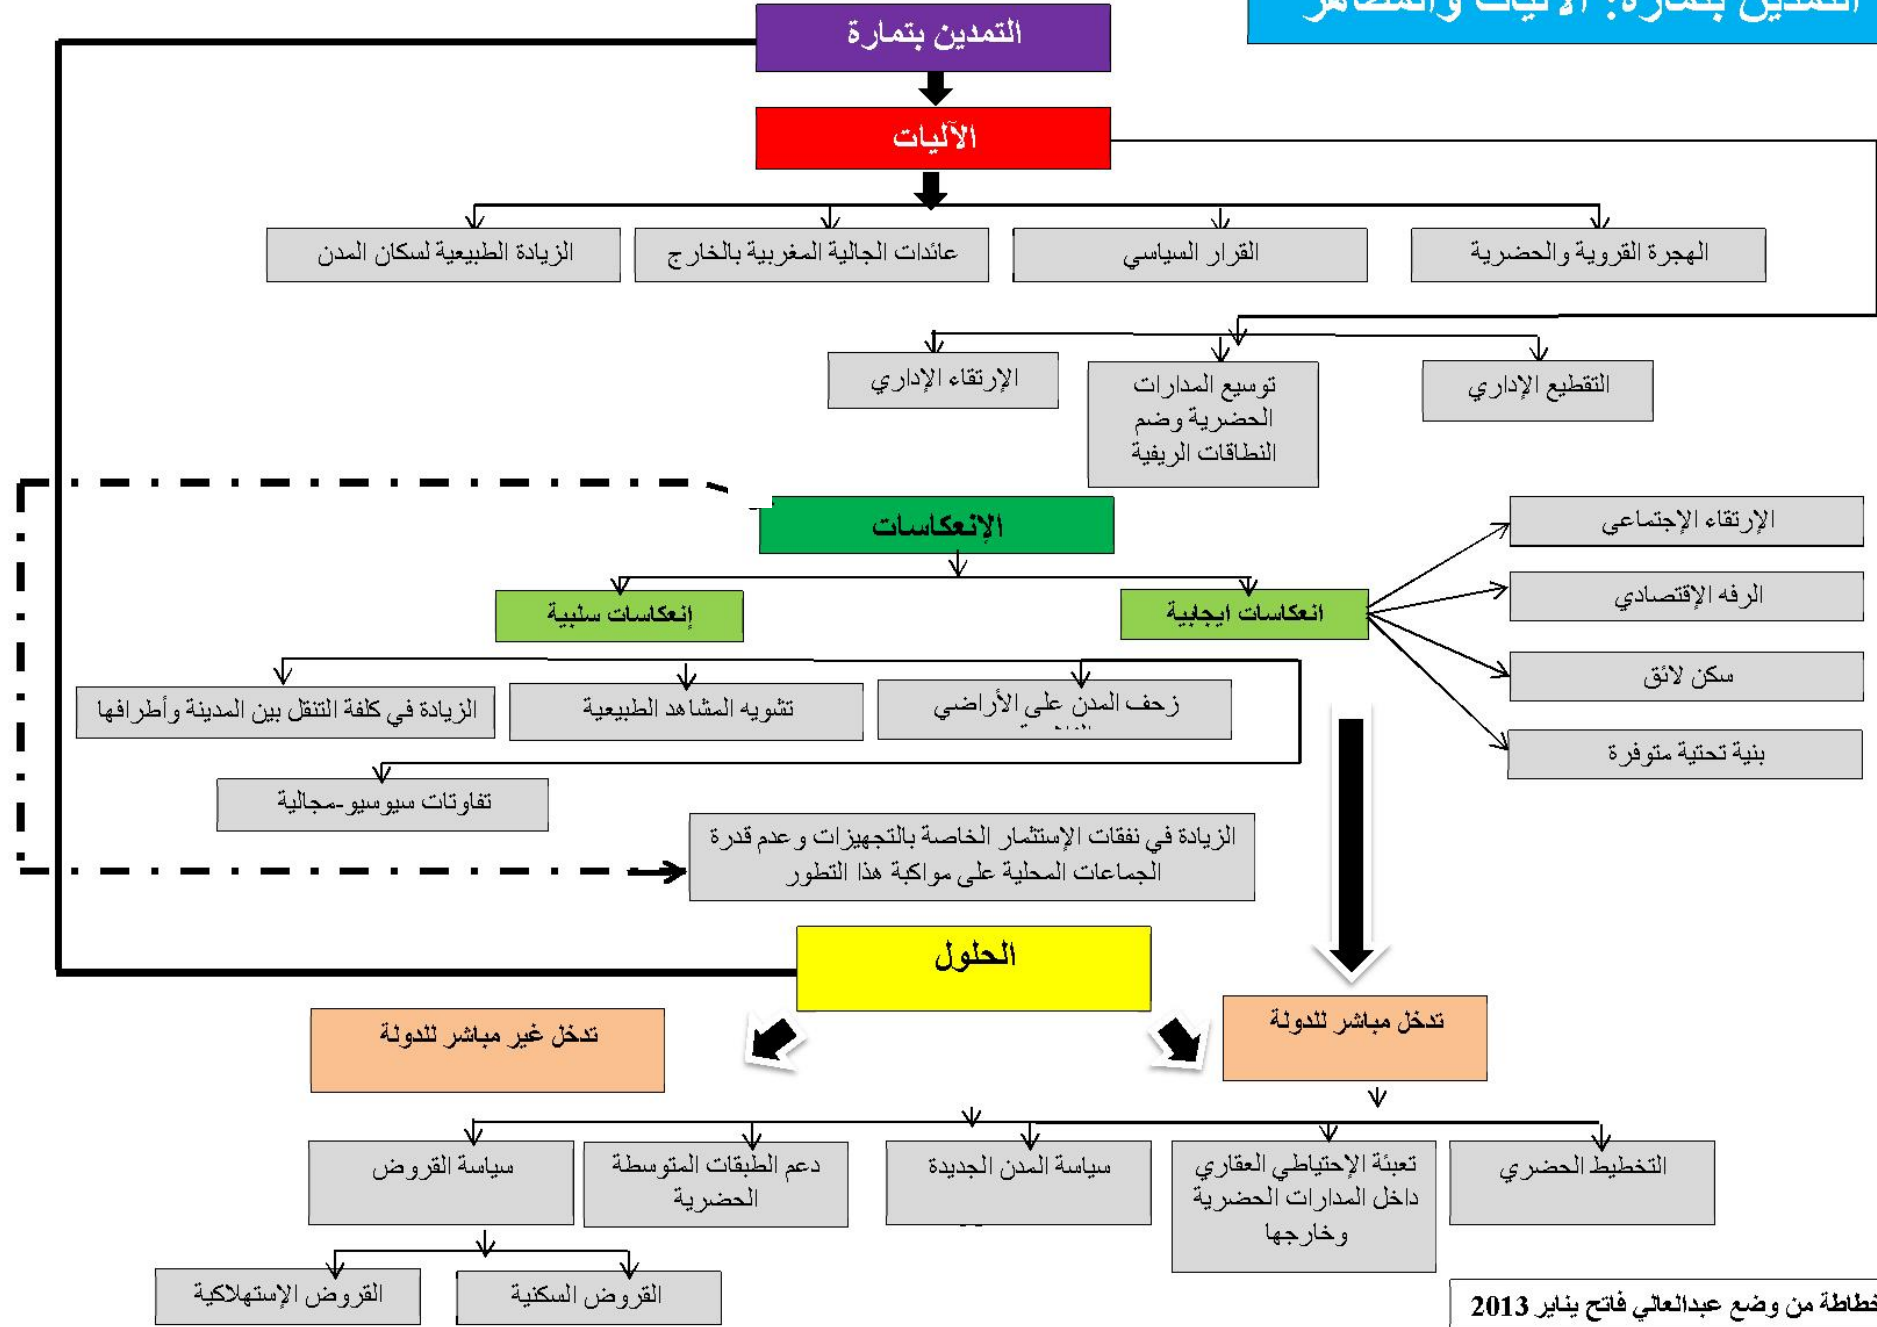 التمدين بتمارة: الآليات والمظاهر
التمدين بتمارة
الآليات
الهجرة القروية والحضرية
القرار السياسي
عائدات الجالية المغربية بالخارج
الزيادة الطبيعية لسكان المدن
التقطيع الإداري
توسيع المدارات
الحضرية وضم
النطاقات الريفية
الإرتقاء الإداري
الإنعكاسات
انعكاسات ايجابية
إنعكاسات سلبية
الإرتقاء الإجتماعي
الرفه الإقتصادي
سكن لائق
بنية تحتية متوفرة
زحف المدن على الأراضي
تشويه المشاهد الطبيعية
الزيادة في كلفة التنقل بين المدينة وأطرافها
تفاوتات سيوسيو-مجالية
الزيادة في نفقات الإستثمار الخاصة بالتجهيزات وعدم قدرة
الجماعات المحلية على مواكبة هذا التطور
الحلول
تدخل مباشر للدولة
تدخل غير مباشر للدولة
التخطيط الحضري
تعبئة الإحتياطي العقاري
داخل المدارات الحضرية
وخارجها
سياسة المدن الجديدة
دعم الطبقات المتوسطة
الحضرية
سياسة القروض
القروض السكنية
القروض الإستهلاكية
خطاطة من وضع عبدالعالي فاتح يناير 2013